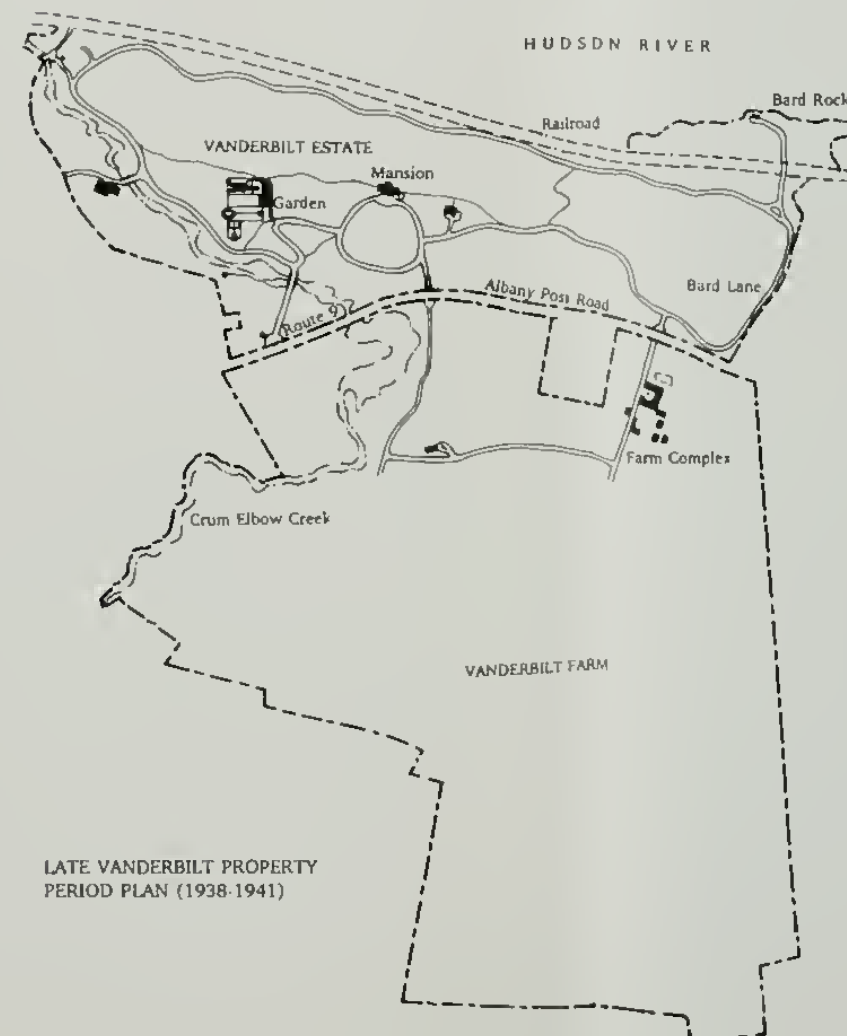 HUDSON RIVER
Bard Rock
Railroad
VANDERBILT ESTATE
Mansion
Garden
Bard Lane
Albany Post Road
(Route 9)
Farm Complex
Crum Elbow Creek
VANDERBILT FARM
LATE VANDERBILT PROPERTY
PERIOD PLAN (1938-1941)